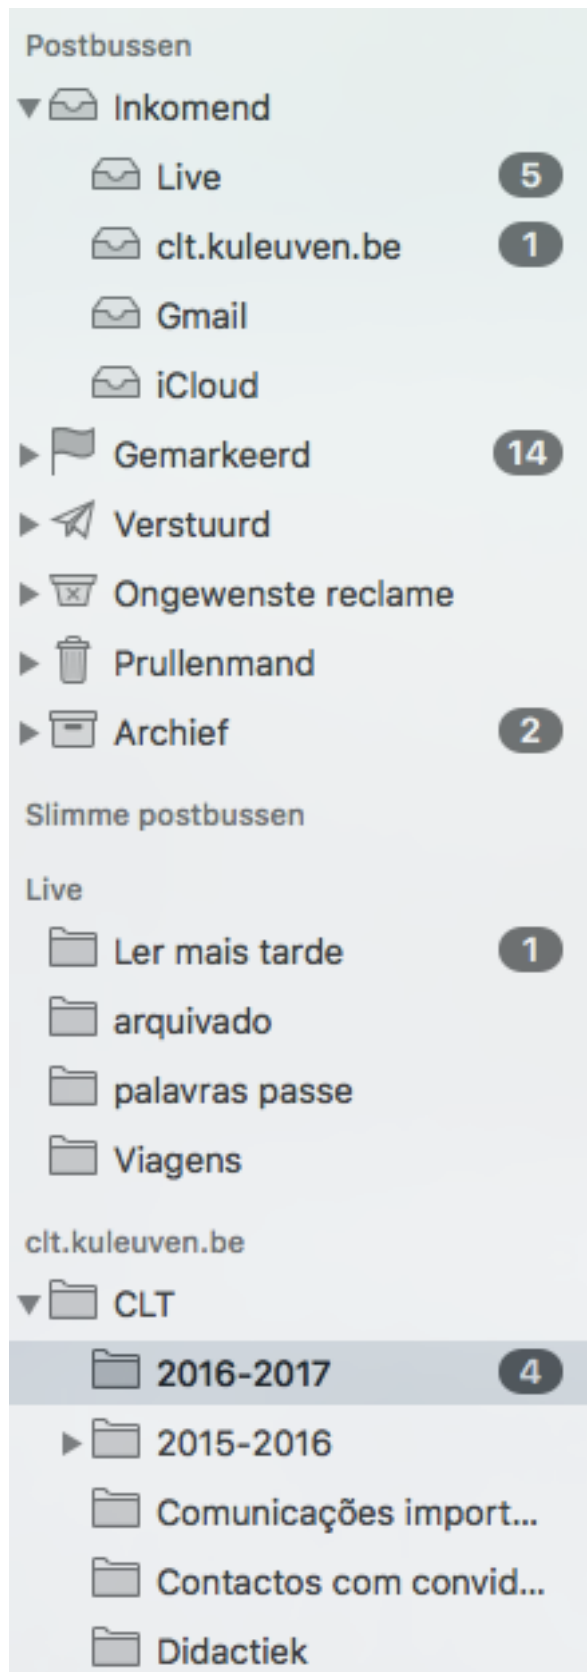 Postbussen
Inkomend
Live 5
clt.kuleuven.be 1
Gmail
iCloud
Gemarkeerd 14
Verstuurd
Ongewenste reclame
Prullenmand
Archief 2
Slimme postbussen
Live
Ler mais tarde 1
arquivado
palavras passe
Viagens
clt.kuleuven.be
CLT
2016-2017 4
2015-2016
Comunicações import...
Contactos com convid...
Didactiek